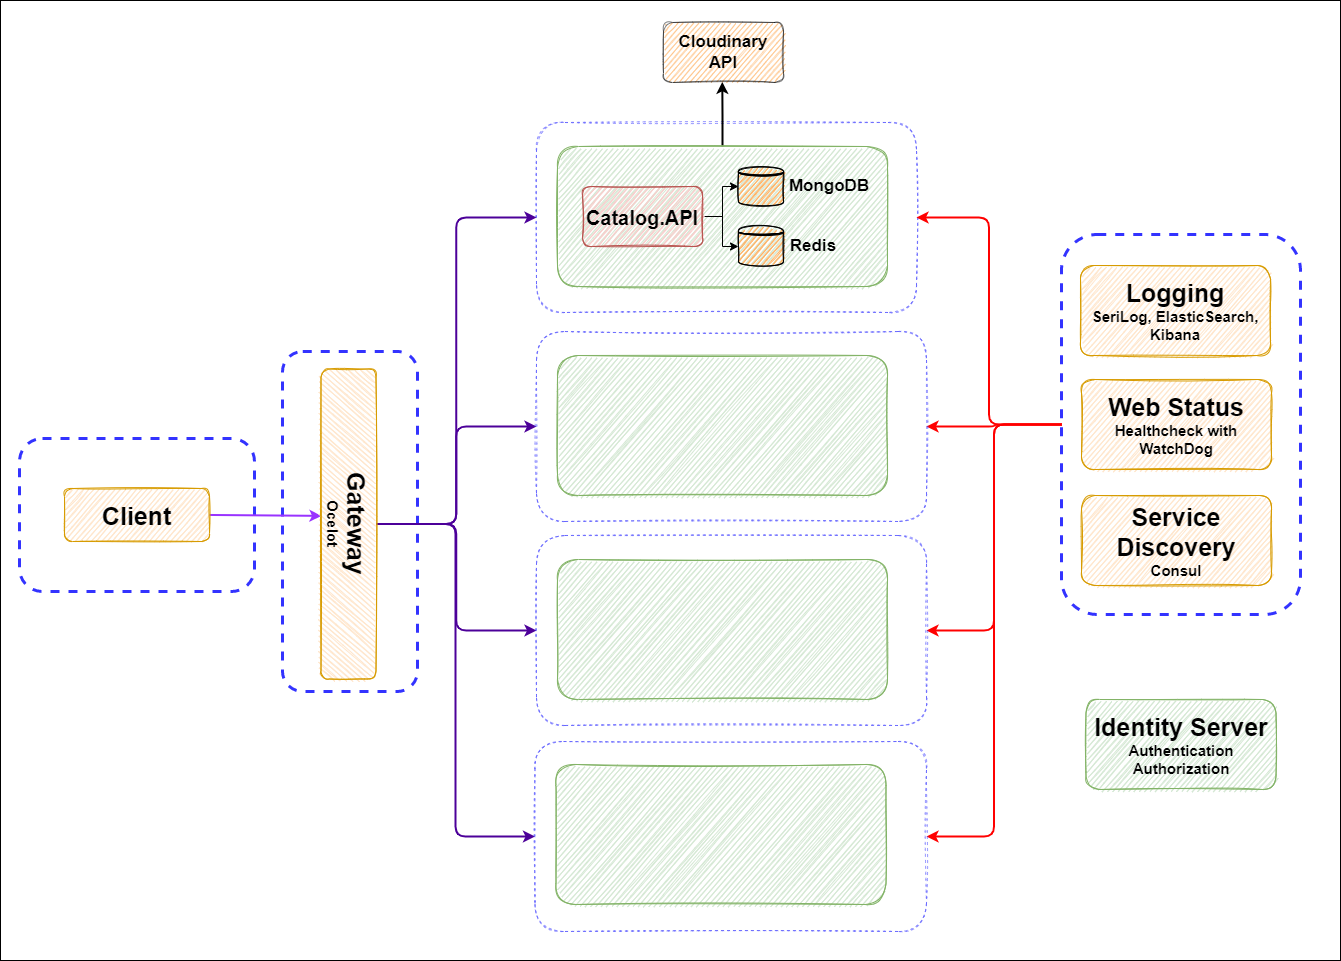 Cloudinary
API
Catalog.API
MongoDB
Redis
Logging
SeriLog, ElasticSearch,
Kibana
Web Status
Healthcheck with
WatchDog
Service
Discovery
Consul
Client
Gateway
Ocelot
Identity Server
Authentication
Authorization